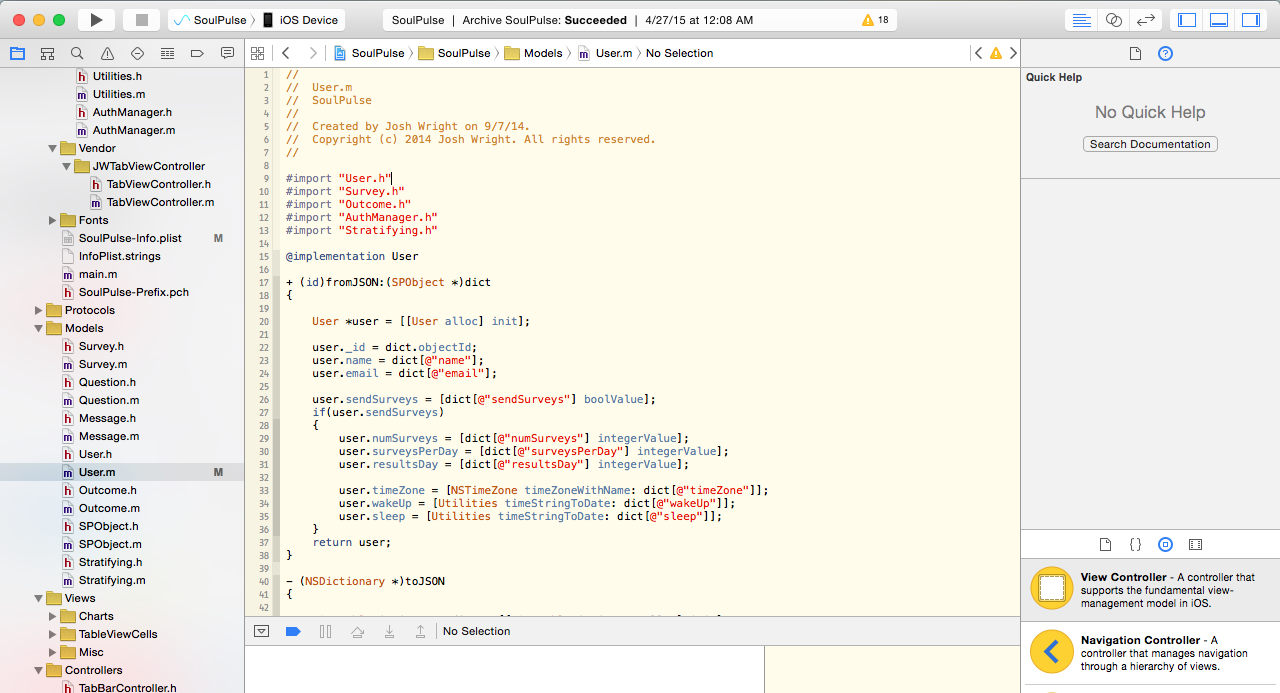 SoulPulse iOS Device
SoulPulse | Archive SoulPulse: Succeeded | 4/27/15 at 12:08 AM
18
SoulPulse SoulPulse Models User.m No Selection
Utilities.h
Utilities.m
AuthManager.h
AuthManager.m
Vendor
JWTabViewController
TabViewController.h
TabViewController.m
Fonts
SoulPulse-Info.plist M
InfoPlist.strings
main.m
SoulPulse-Prefix.pch
Protocols
Models
Survey.h
Survey.m
Question.h
Question.m
Message.h
Message.m
User.h
User.m M
Outcome.h
Outcome.m
SPObject.h
SPObject.m
Stratifying.h
Stratifying.m
Views
Charts
TableViewCells
Misc
Controllers
TabBarController.h
1 //
2 //  User.m
3 //  SoulPulse
4 //
5 //  Created by Josh Wright on 9/7/14.
6 //  Copyright (c) 2014 Josh Wright. All rights reserved.
7 //
8
9 #import "User.h"
10 #import "Survey.h"
11 #import "Outcome.h"
12 #import "AuthManager.h"
13 #import "Stratifying.h"
14
15 @implementation User
16
17 + (id)fromJSON:(SPObject *)dict
18 {
19
20     User *user = [[User alloc] init];
21
22     user._id = dict.objectId;
23     user.name = dict[@"name"];
24     user.email = dict[@"email"];
25
26     user.sendSurveys = [dict[@"sendSurveys"] boolValue];
27     if(user.sendSurveys)
28     {
29         user.numSurveys = [dict[@"numSurveys"] integerValue];
30         user.surveysPerDay = [dict[@"surveysPerDay"] integerValue];
31         user.resultsDay = [dict[@"resultsDay"] integerValue];
32
33         user.timeZone = [NSTimeZone timeZoneWithName: dict[@"timeZone"]];
34         user.wakeUp = [Utilities timeStringToDate: dict[@"wakeUp"]];
35         user.sleep = [Utilities timeStringToDate: dict[@"sleep"]];
36     }
37     return user;
38 }
39
40 - (NSDictionary *)toJSON
41 {
42
No Selection
Quick Help
No Quick Help
Search Documentation
{}
View Controller - A controller that
supports the fundamental view-
management model in iOS.
Navigation Controller - A
controller that manages navigation
through a hierarchy of views.